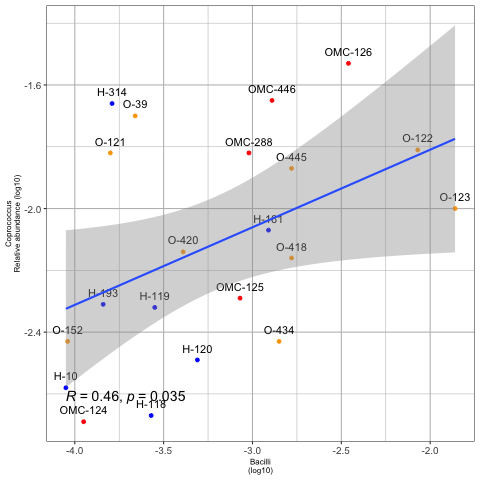 OMC-126
-1.6
H-314
OMC-446
O-39
O-121
OMC-288
O-445
O-122
O-123
-2.0
H-161
O-420
O-418
H-193
H-119
OMC-125
O-152
O-434
-2.4
H-120
H-10
R = 0.46, p = 0.035
OMC-124
H-118
-4.0
-3.5
-3.0
-2.5
-2.0
Coprococcus
Relative abundance (log10)
Bacilli
(log10)